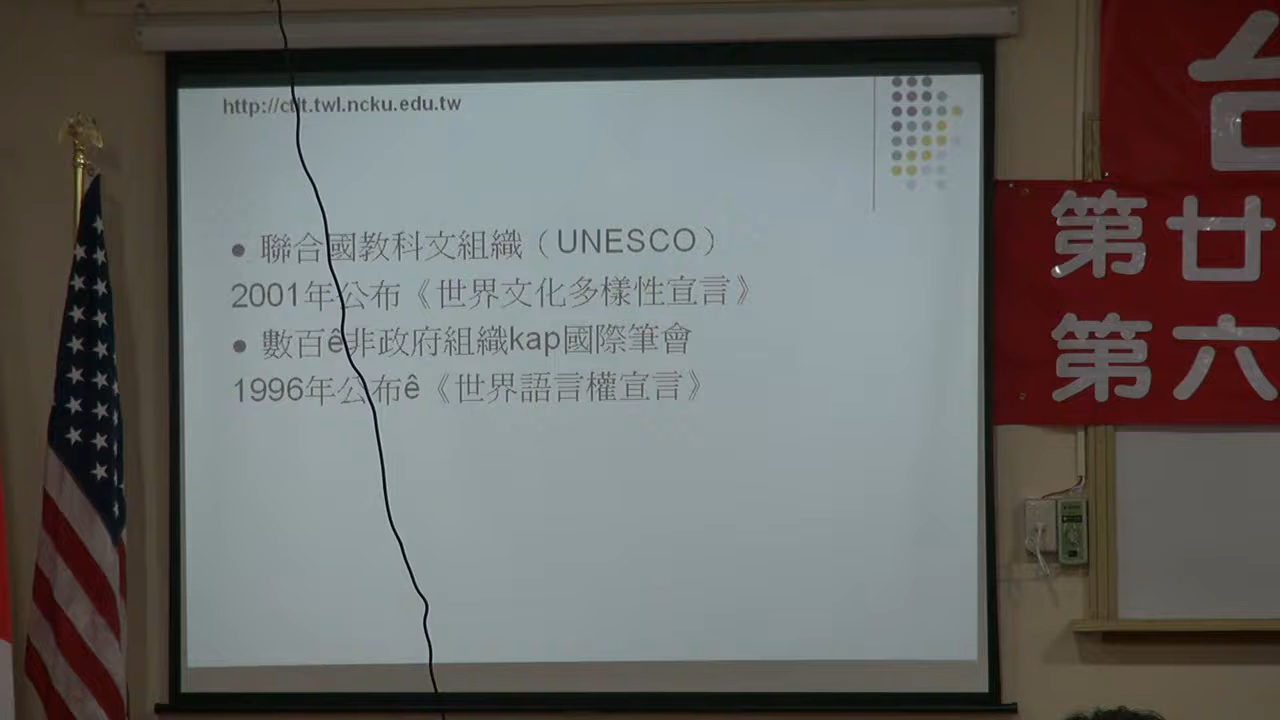 http://ctlt.twl.ncku.edu.tw
● 聯合國教科文組織（UNESCO）
2001年公布《世界文化多樣性宣言》
● 數百ê非政府組織kap國際筆會
1996年公布ê《世界語言權宣言》
台
第廿
第六